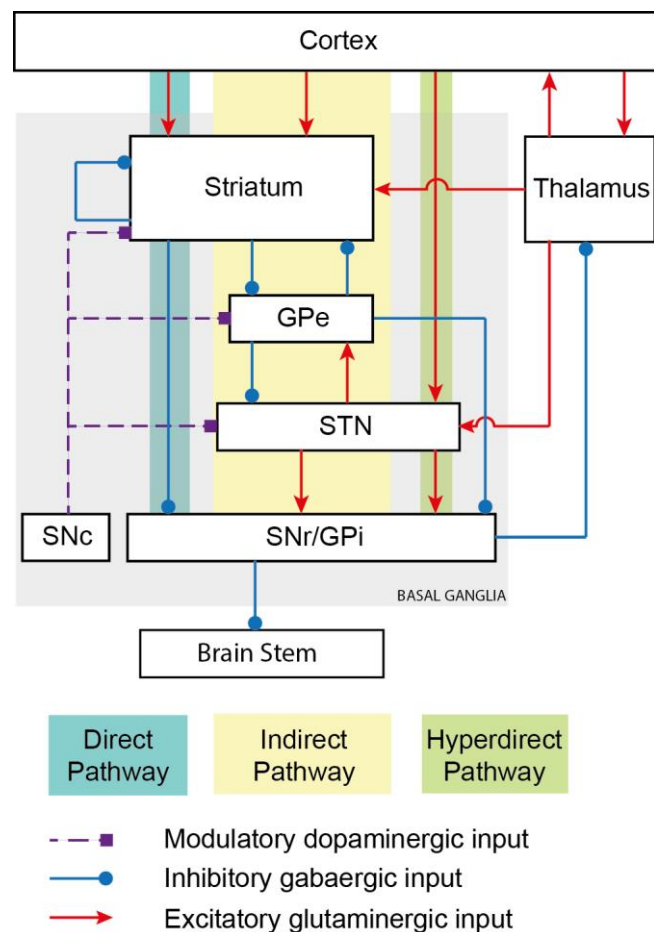 Cortex
Striatum
Thalamus
GPe
STN
SNc
SNr/GPi
BASAL GANGLIA
Brain Stem
Direct
Pathway
Indirect
Pathway
Hyperdirect
Pathway
Modulatory dopaminergic input
Inhibitory gabaergic input
Excitatory glutaminergic input